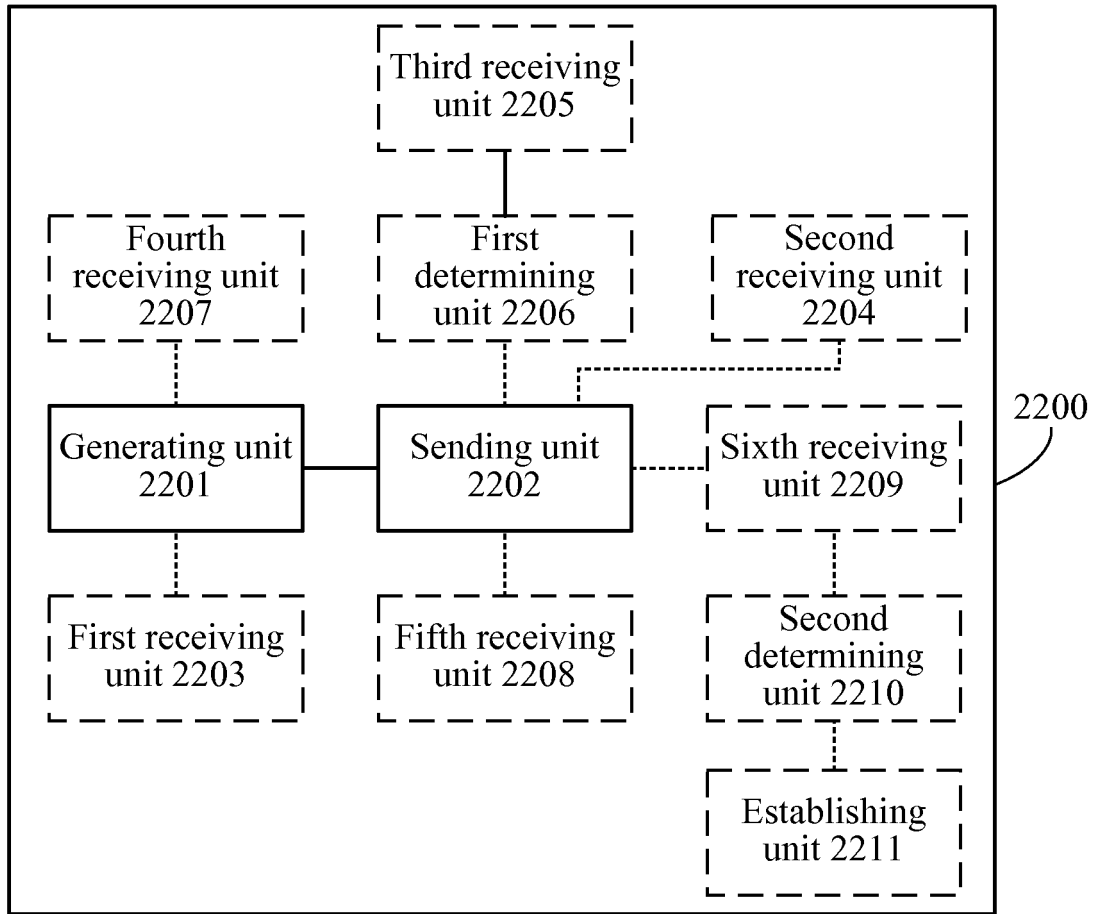 Third receiving
unit 2205
Fourth
receiving unit
2207
First
determining
unit 2206
Second
receiving unit
2204
Generating unit
2201
Sending unit
2202
Sixth receiving
unit 2209
2200
First receiving
unit 2203
Fifth receiving
unit 2208
Second
determining
unit 2210
Establishing
unit 2211